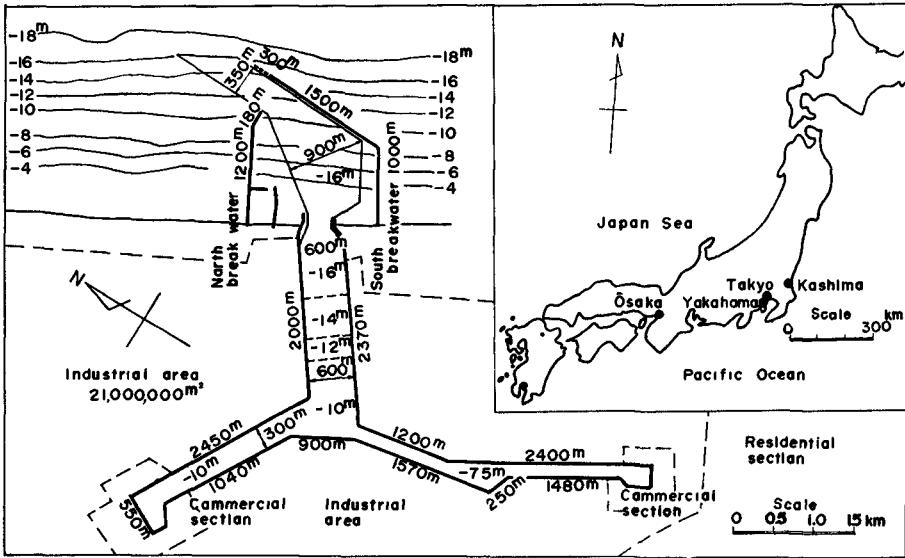 -18m
-16
-14
-12
-10
-8
-6
-4
-18m
-16
-14
-12
-10
-8
-6
-4
300m
350m
1500m
180m
1200m
900m
-16m
1000m
North
break water
South
breakwater
600m
-16m
2000m
-14m
-12m
2370m
600m
N
Industrial area
21,000,000m²
-10m
2450m
300m
-10m
1040m
550m
900m
1200m
1570m
-75m
250m
2400m
1480m
Cammercial
section
Industrial
area
Cammercial
section
Residential
section
Scale
0 0.5 1.0 15 km
N
Japan Sea
Ōsaka
Yakahoma
Takyo
Kashima
Scale
0 300 km
Pacific Ocean